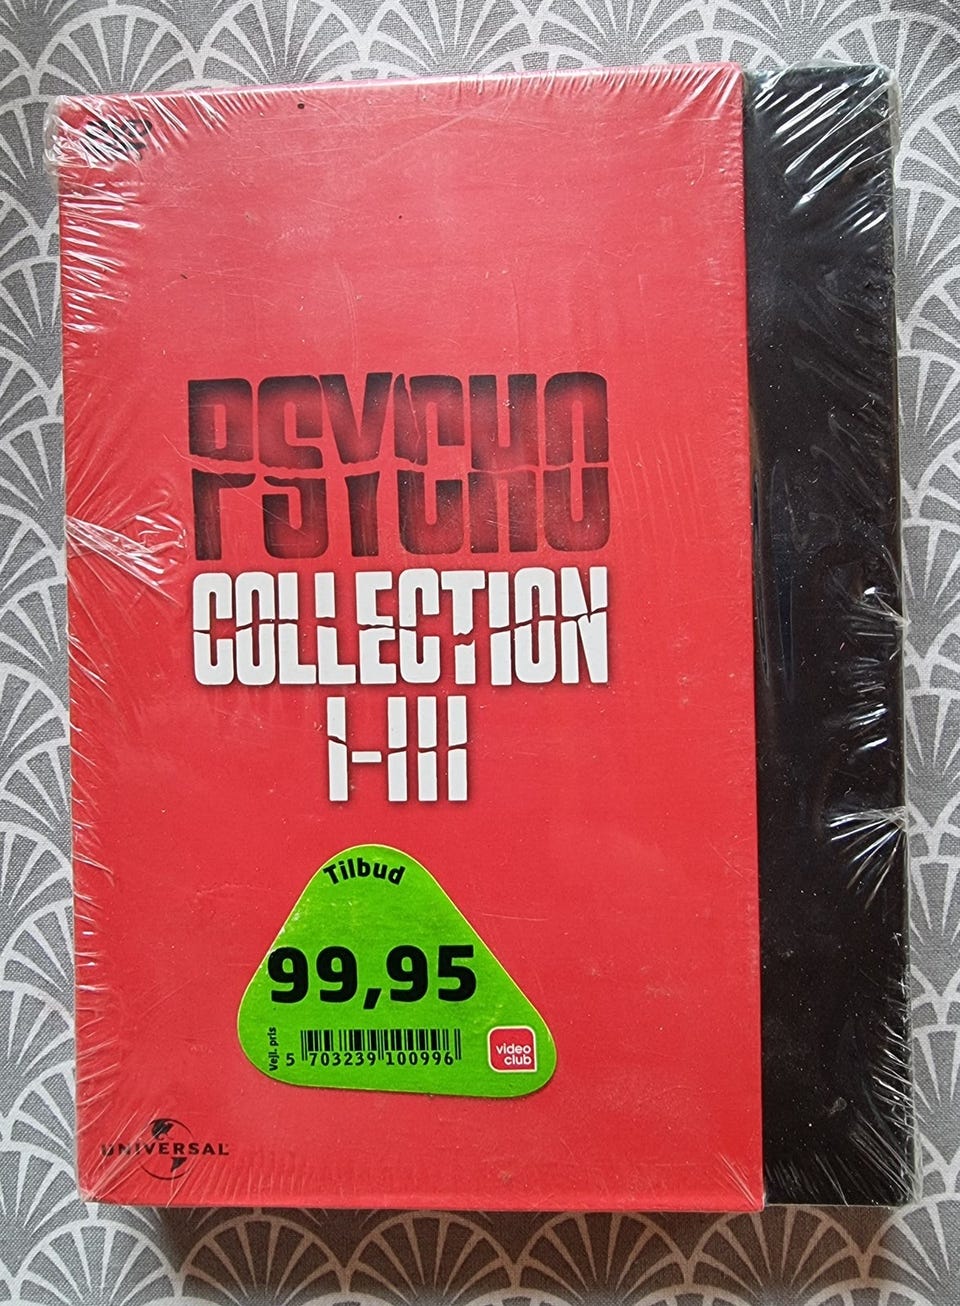 PSYCHO
COLLECTION
I-III
Tilbud
99,95
Vejl. pris
5 703239 100996
video
club
UNIVERSAL